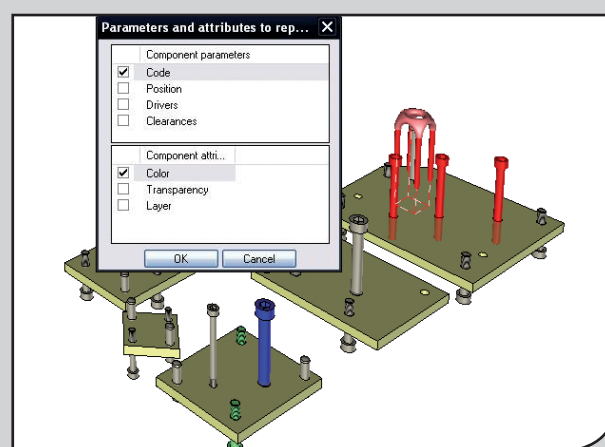 Parameters and attributes to rep...
Component parameters
Code
Position
Drivers
Clearances
Component attri...
Color
Transparency
Layer
OK Cancel